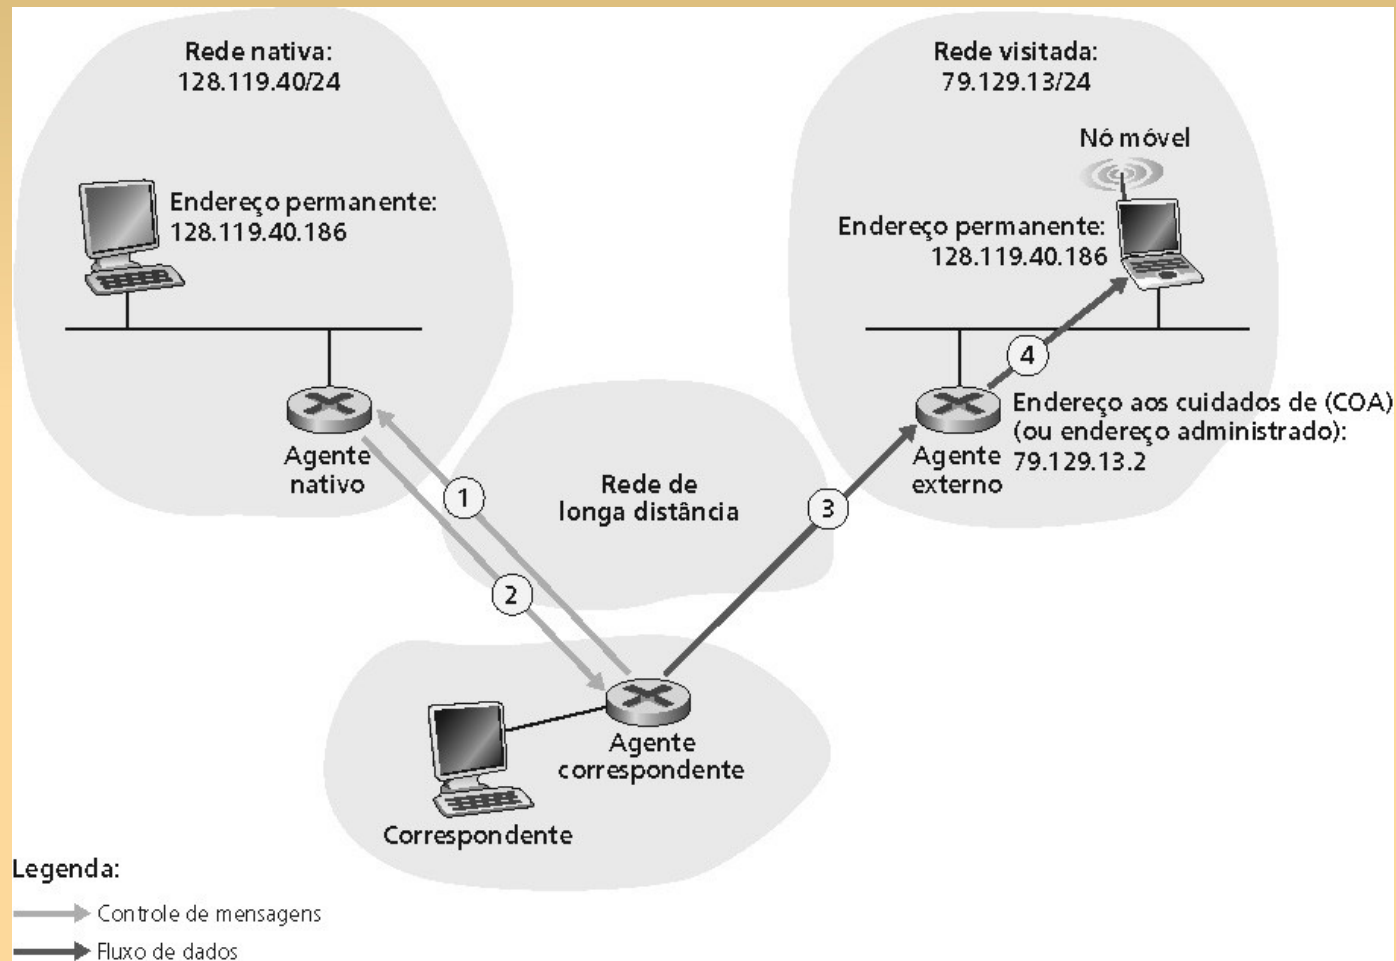 Rede nativa:
128.119.40/24
Rede visitada:
79.129.13/24
Nó móvel
Endereço permanente:
128.119.40.186
Endereço permanente:
128.119.40.186
4
Endereço aos cuidados de (COA)
(ou endereço administrado):
79.129.13.2
Agente
nativo
Agente
externo
Rede de
longa distância
1
3
2
Agente
correspondente
Correspondente
Legenda:
Controle de mensagens
Fluxo de dados